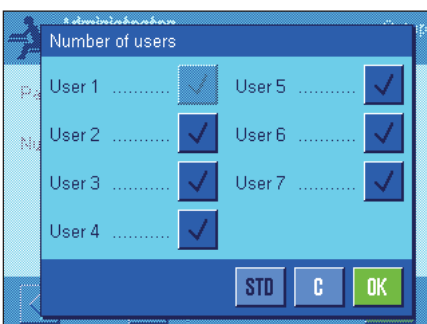 Administrator
Number of users
User 1 ........... User 5 ...........
User 2 ........... User 6 ...........
User 3 ........... User 7 ...........
User 4 ...........
STD C OK